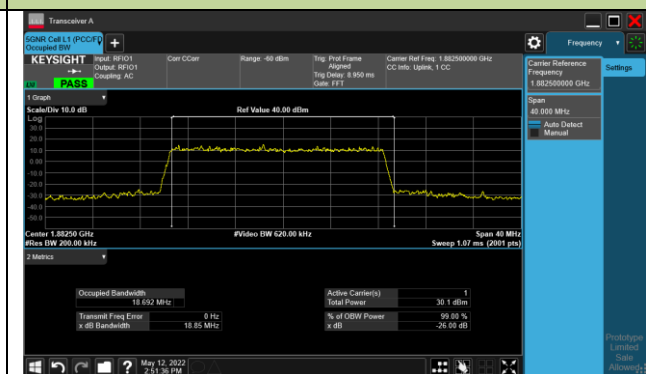 Transceiver A
5GNR Cell L1 (PCC/FD
Occupied BW
Frequency
KEYSIGHT
Input: RFIO1
Output: RFIO1
Coupling: AC
Corr CCorr
Range: -60 dBm
Trig: Prot Frame
Aligned
Trig Delay: 8.950 ms
Gate: FFT
Carrier Ref Freq: 1.882500000 GHz
CC Info: Uplink, 1 CC
LV PASS
Carrier Reference
Frequency
1.882500000 GHz
Settings
Span
40.000 MHz
Auto Detect
Manual
1 Graph
Scale/Div 10.0 dB
Ref Value 40.00 dBm
Log
30.0
20.0
10.0
0.00
-10.0
-20.0
-30.0
-40.0
-50.0
Center 1.88250 GHz
#Video BW 620.00 kHz
Span 40 MHz
#Res BW 200.00 kHz
Sweep 1.07 ms (2001 pts)
2 Metrics
Occupied Bandwidth
18.692 MHz
Active Carrier(s) 1
Total Power 30.1 dBm
Transmit Freq Error 0 Hz
x dB Bandwidth 18.85 MHz
% of OBW Power 99.00 %
x dB -26.00 dB
Prototype
Limited
Sale
Allowed
?
May 12, 2022
2:51:36 PM